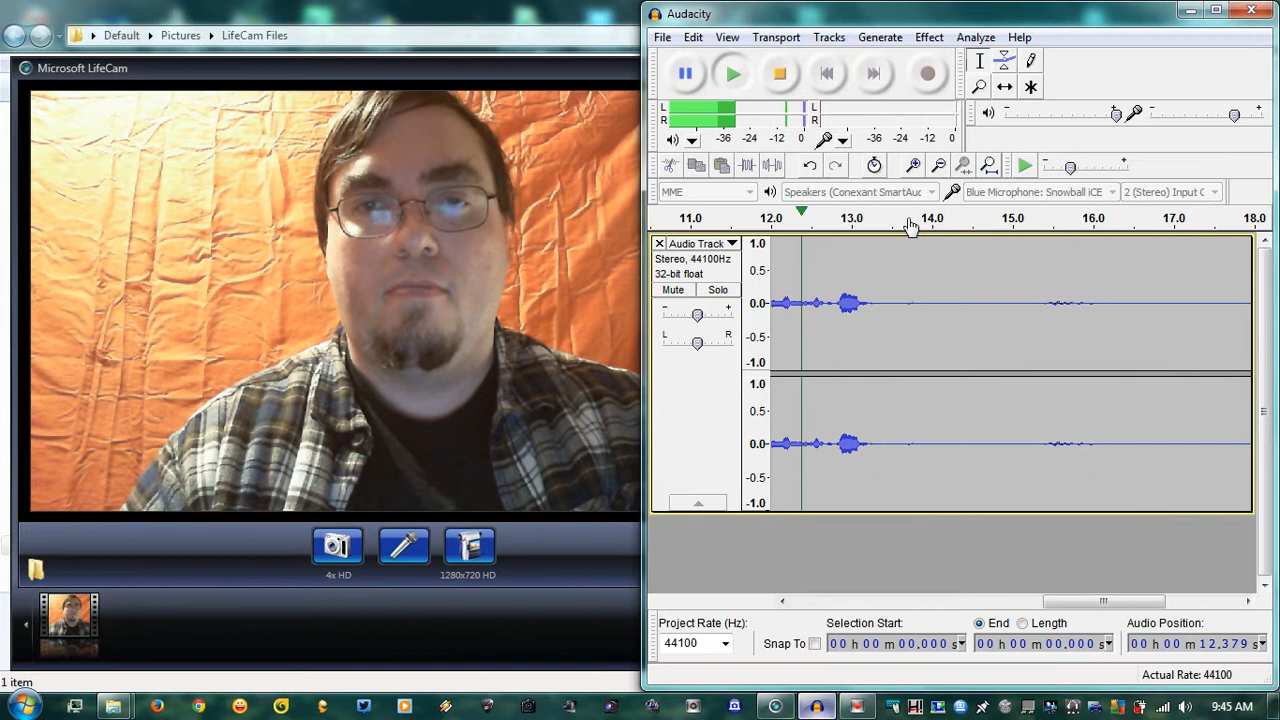 Default
Pictures
LifeCam Files
Microsoft LifeCam
4x HD
1280x720 HD
1 item
Audacity
File Edit View Transport Tracks Generate Effect Analyze Help
L
R
-36 -24 -12 0
L
R
-36 -24 -12 0
MME
Speakers (Conexant SmartAuc
Blue Microphone: Snowball iCE
2 (Stereo) Input C
11.0 12.0 13.0 14.0 15.0 16.0 17.0 18.0
Audio Track
Stereo, 44100Hz
32-bit float
Mute Solo
- +
L R
1.0
0.5-
0.0-
-0.5-
-1.0
1.0
0.5-
0.0-
-0.5-
-1.0
Project Rate (Hz):
44100
Snap To
Selection Start:
00 h 00 m 00.000 s
End Length
00 h 00 m 00.000 s
Audio Position:
00 h 00 m 12.379 s
Actual Rate: 44100
9:45 AM